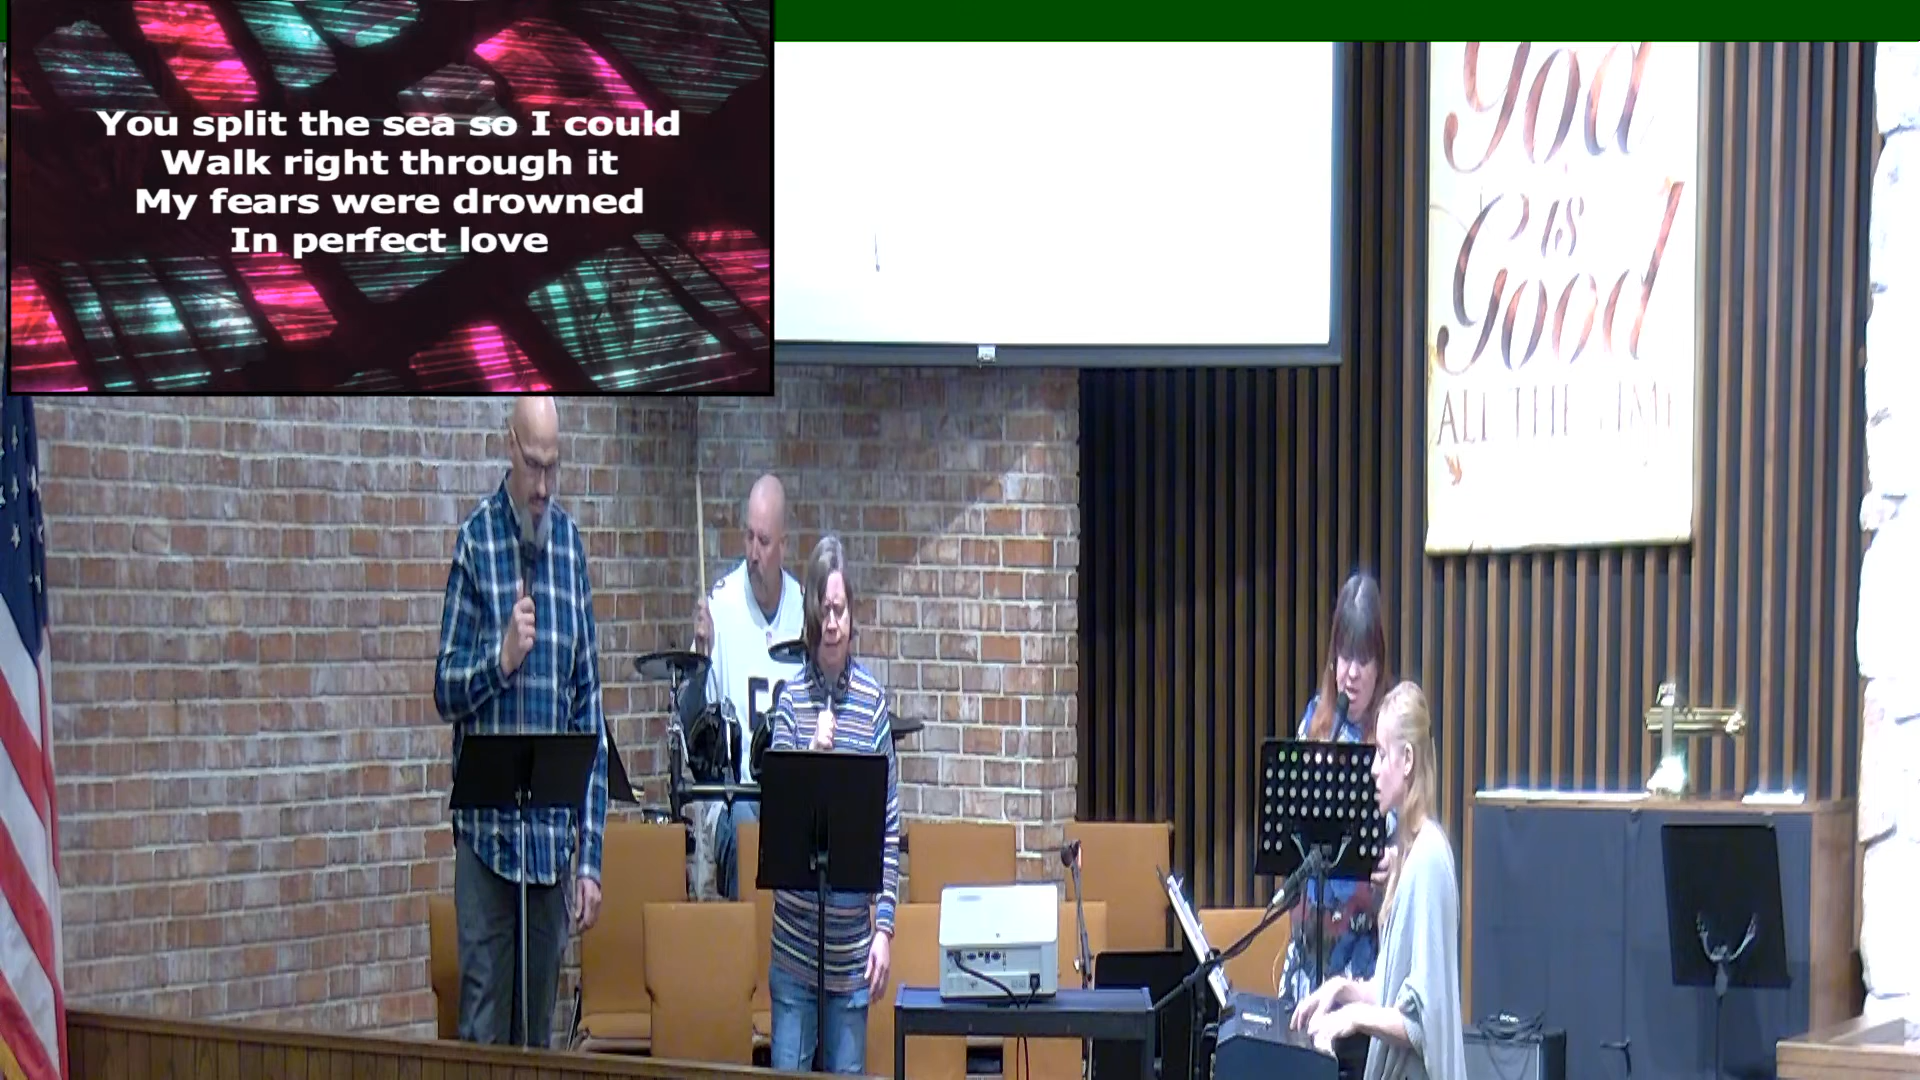 You split the sea so I could
Walk right through it
My fears were drowned
In perfect love
God
is
Good
ALL THE TIME